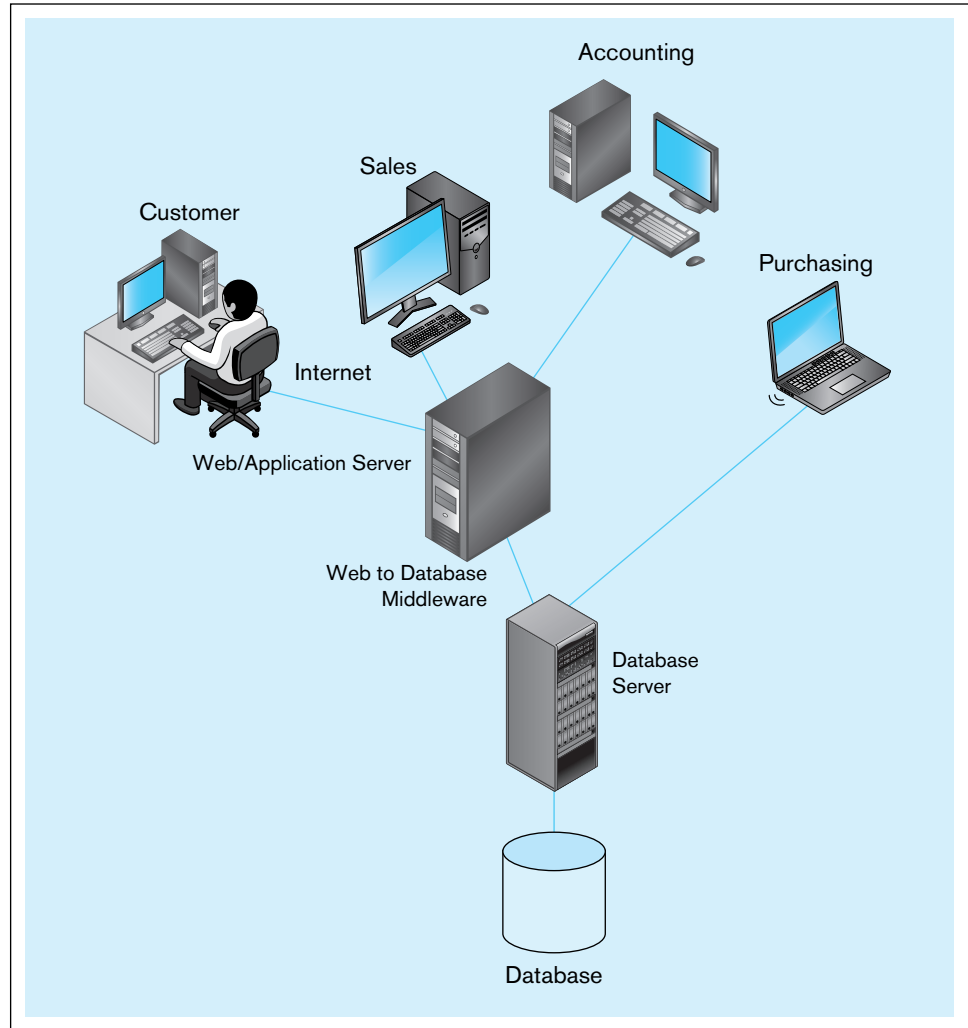 Accounting
Sales
Customer
Purchasing
Internet
Web/Application Server
Web to Database
Middleware
Database
Server
Database